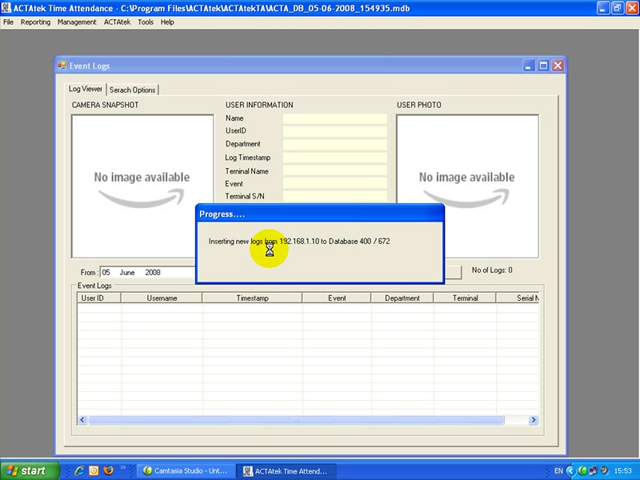 ACTAtek Time Attendance - C:\Program Files\ACTAtek\ACTAtekTA\ACTA_DB_05-06-2008_154935.mdb
File Reporting Management ACTAtek Tools Help
Event Logs
Log Viewer Serach Options
CAMERA SNAPSHOT USER INFORMATION USER PHOTO
Name
UserID
Department
Log Timestamp
Terminal Name
Event
Terminal S/N
No image available
No image available
Progress....
Inserting new logs from 192.168.1.10 to Database 400 / 672
From : 05 June 2008
No of Logs: 0
Event Logs
User ID Username Timestamp Event Department Terminal Serial N
start Camtasia Studio - Unt... ACTAtek Time Attend... EN 15:53